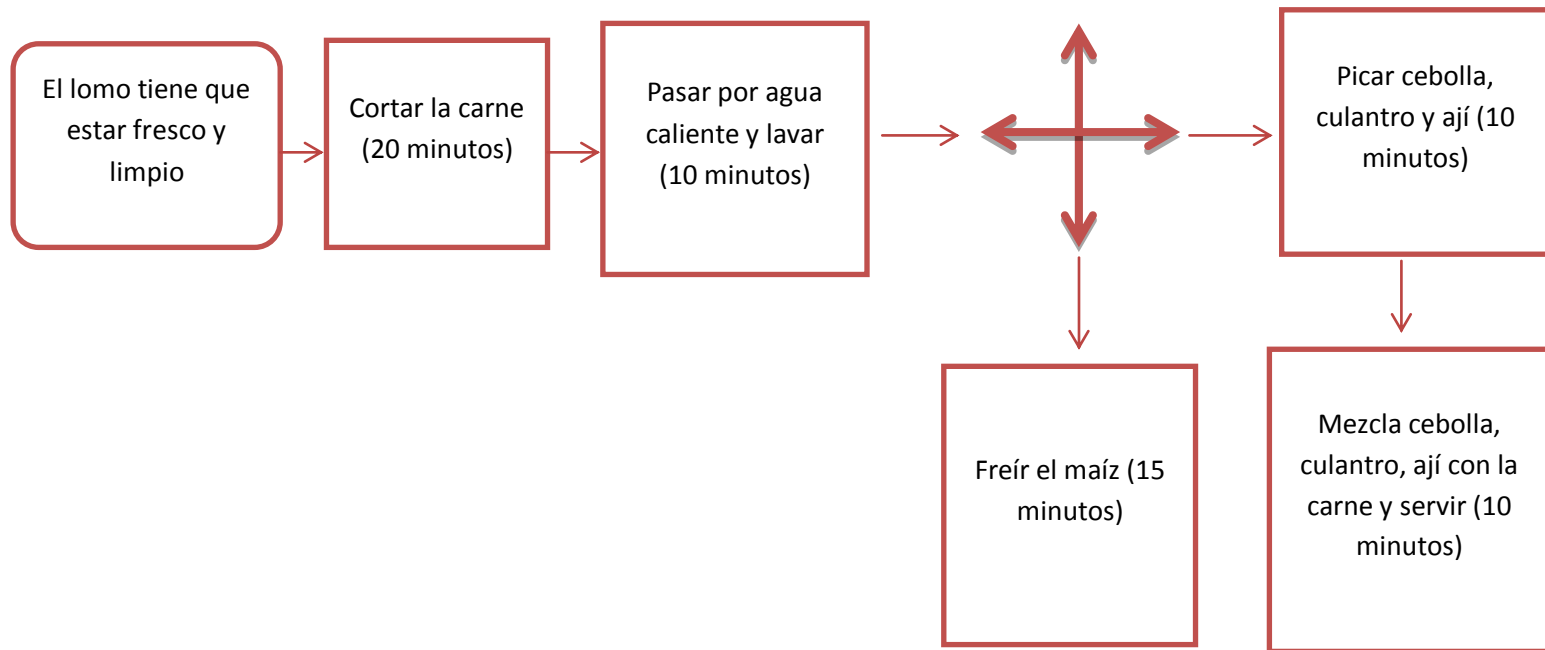 El lomo tiene que
estar fresco y
limpio
Cortar la carne
(20 minutos)
Pasar por agua
caliente y lavar
(10 minutos)
Picar cebolla,
culantro y ají (10
minutos)
Freír el maíz (15
minutos)
Mezcla cebolla,
culantro, ají con la
carne y servir (10
minutos)